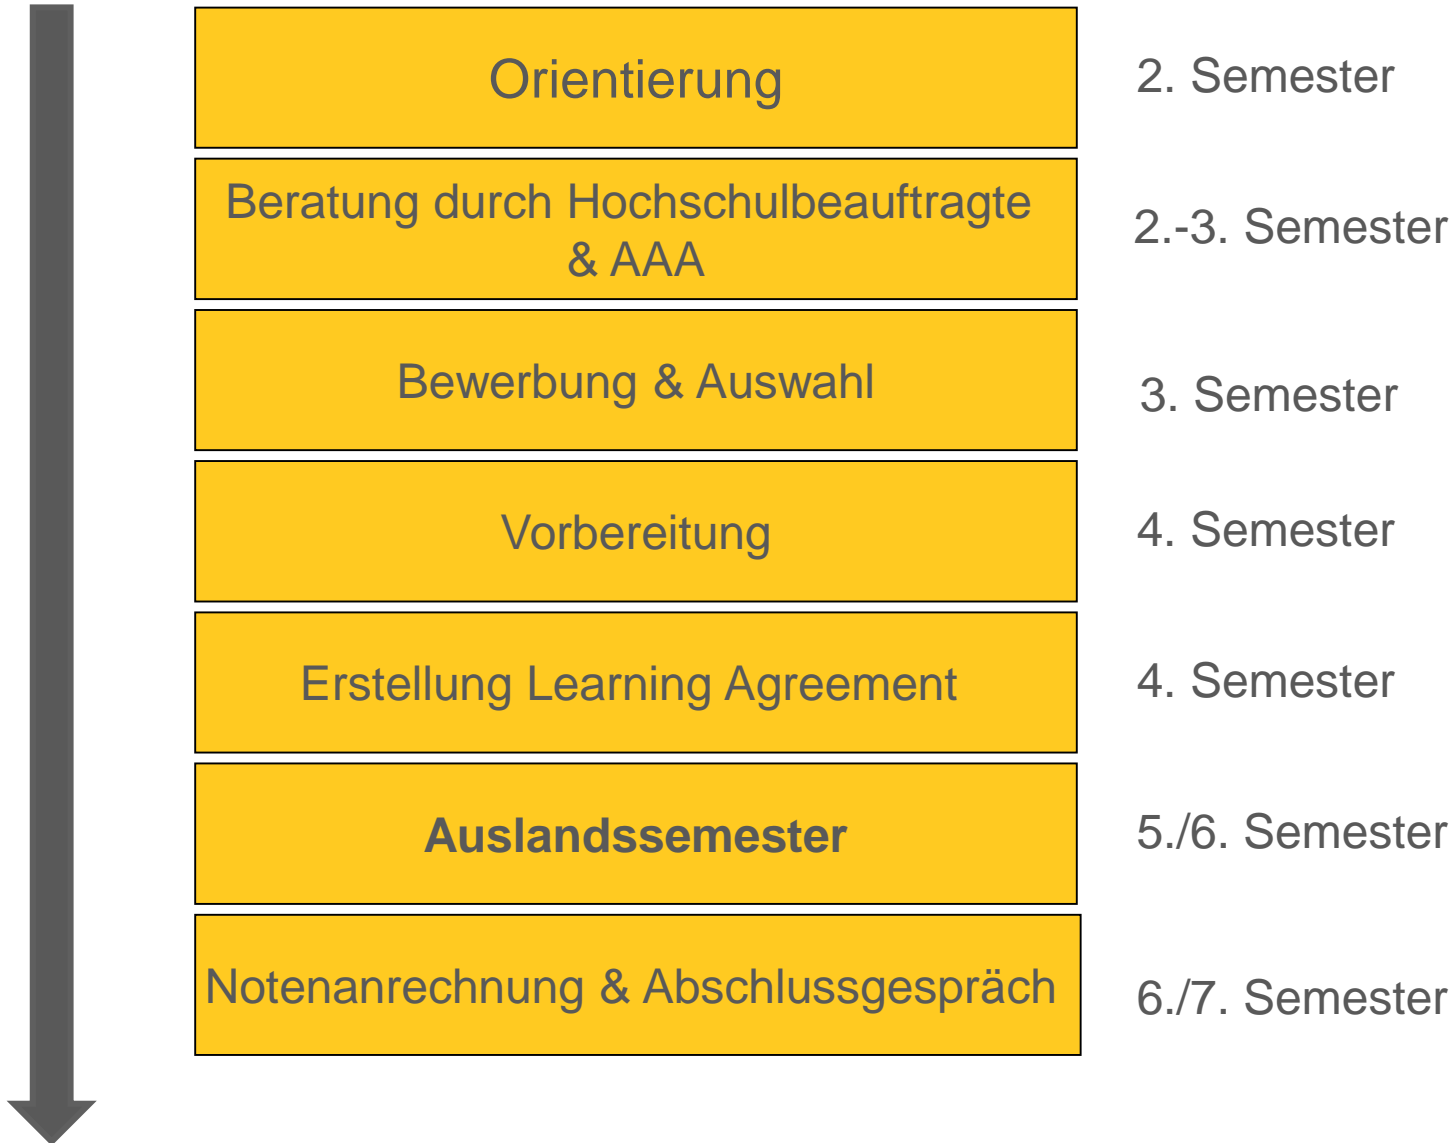 Orientierung
2. Semester
Beratung durch Hochschulbeauftragte
& AAA
2.-3. Semester
Bewerbung & Auswahl
3. Semester
Vorbereitung
4. Semester
Erstellung Learning Agreement
4. Semester
Auslandssemester
5./6. Semester
Notenanrechnung & Abschlussgespräch
6./7. Semester